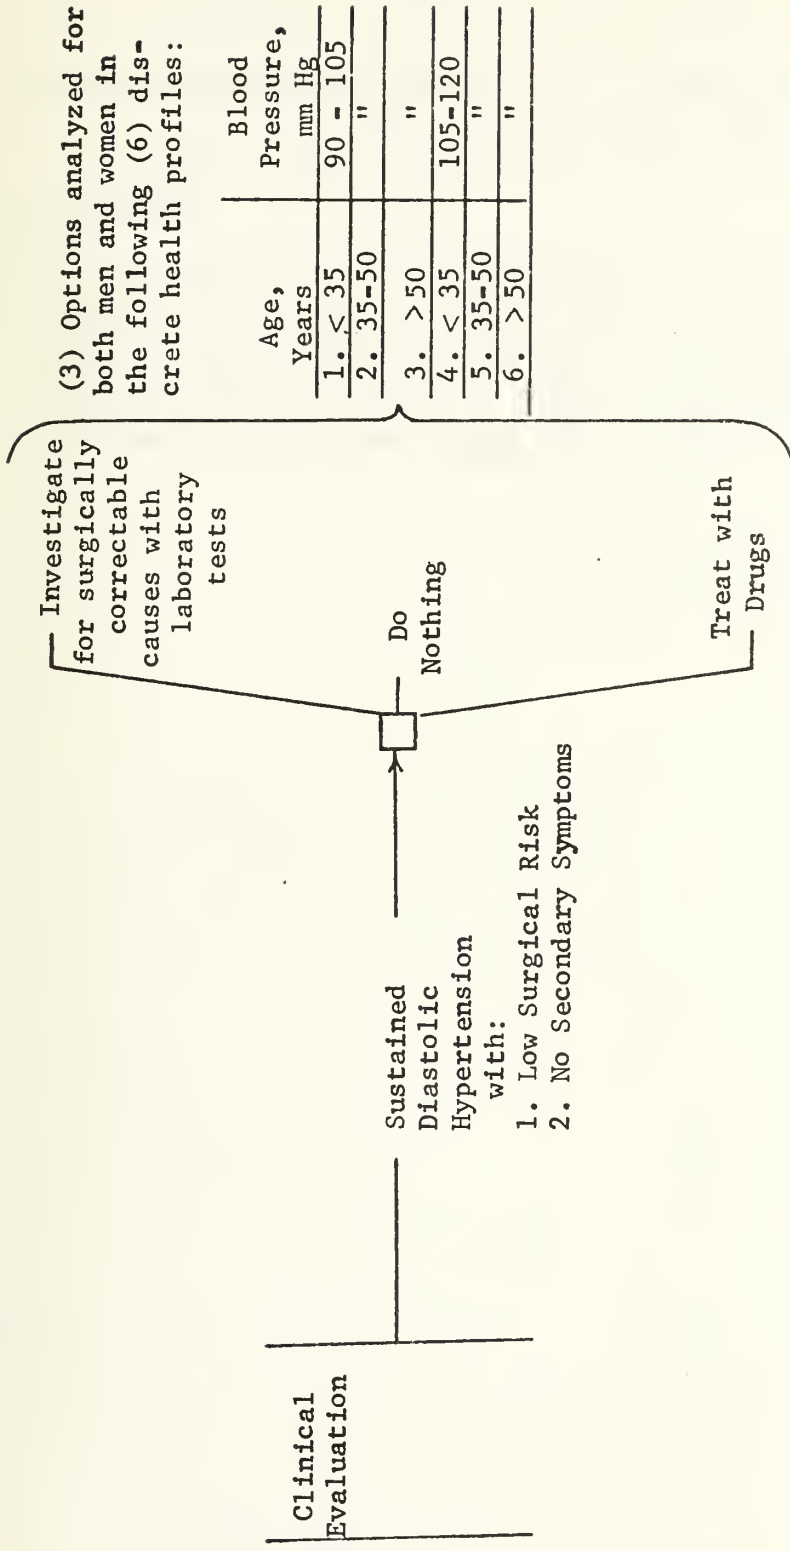 Clinical
Evaluation
Sustained
Diastolic
Hypertension
with:
1. Low Surgical Risk
2. No Secondary Symptoms
Investigate
for surgically
correctable
causes with
laboratory
tests
Do
Nothing
Treat with
Drugs
(3) Options analyzed for
both men and women in
the following (6) dis-
crete health profiles:
Age, Blood
Years Pressure,
mm Hg
1. < 35 90 - 105
2. 35-50 "
3. >50 "
4. < 35 105-120
5. 35-50 "
6. >50 "